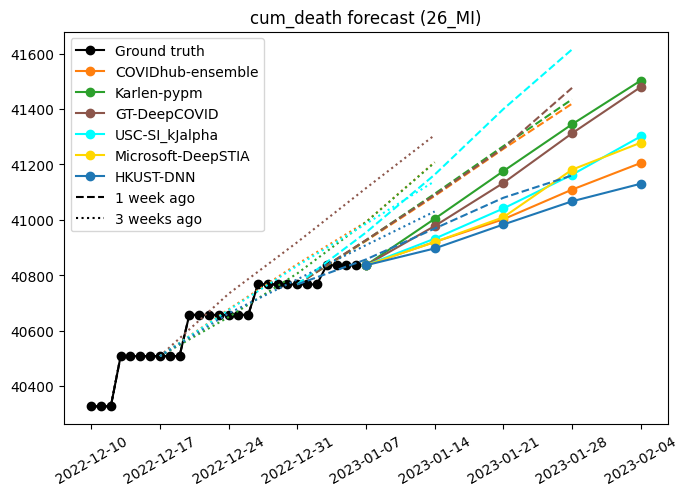 cum_death forecast (26_MI)
41600
41400
41200
41000
40800
40600
40400
Ground truth
COVIDhub-ensemble
Karlen-pypm
GT-DeepCOVID
USC-SI_kJalpha
Microsoft-DeepSTIA
HKUST-DNN
1 week ago
3 weeks ago
2022-12-10
2022-12-17
2022-12-24
2022-12-31
2023-01-07
2023-01-14
2023-01-21
2023-01-28
2023-02-04